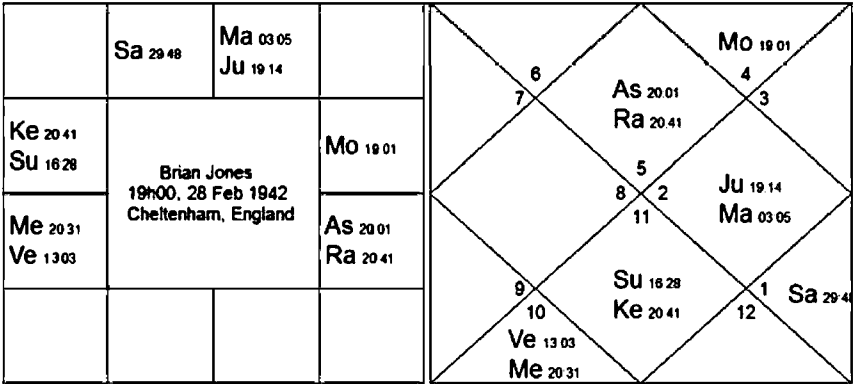 Sa 29 48
Ma 03 05
Ju 19 14
Ke 20 41
Su 16 28
Mo 19 01
Brian Jones
19h00, 28 Feb 1942
Cheltenham, England
Me 20 31
Ve 13 03
As 20 01
Ra 20 41
Mo 19 01
6
4
7
3
As 20 01
Ra 20 41
5
8
2
11
Ju 19 14
Ma 03 05
Su 16 28
Ke 20 41
9
1
10
12
Sa 29 48
Ve 13 03
Me 20 31